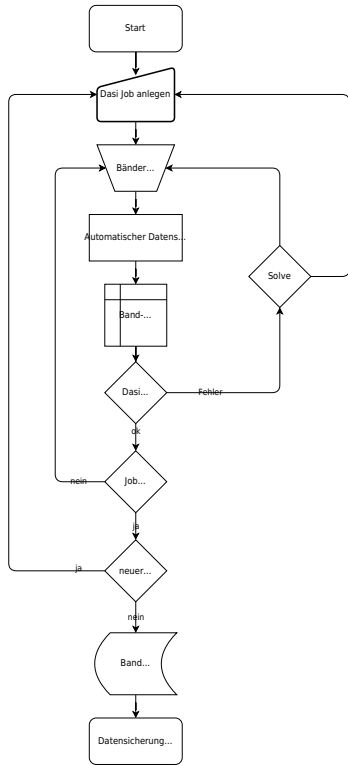 Start
Dasi Job anlegen
Bänder...
Automatischer Datens...
Solve
Band-...
Dasi...
Fehler
ok
nein
Job...
ja
ja
neuer...
nein
Band...
Datensicherung...